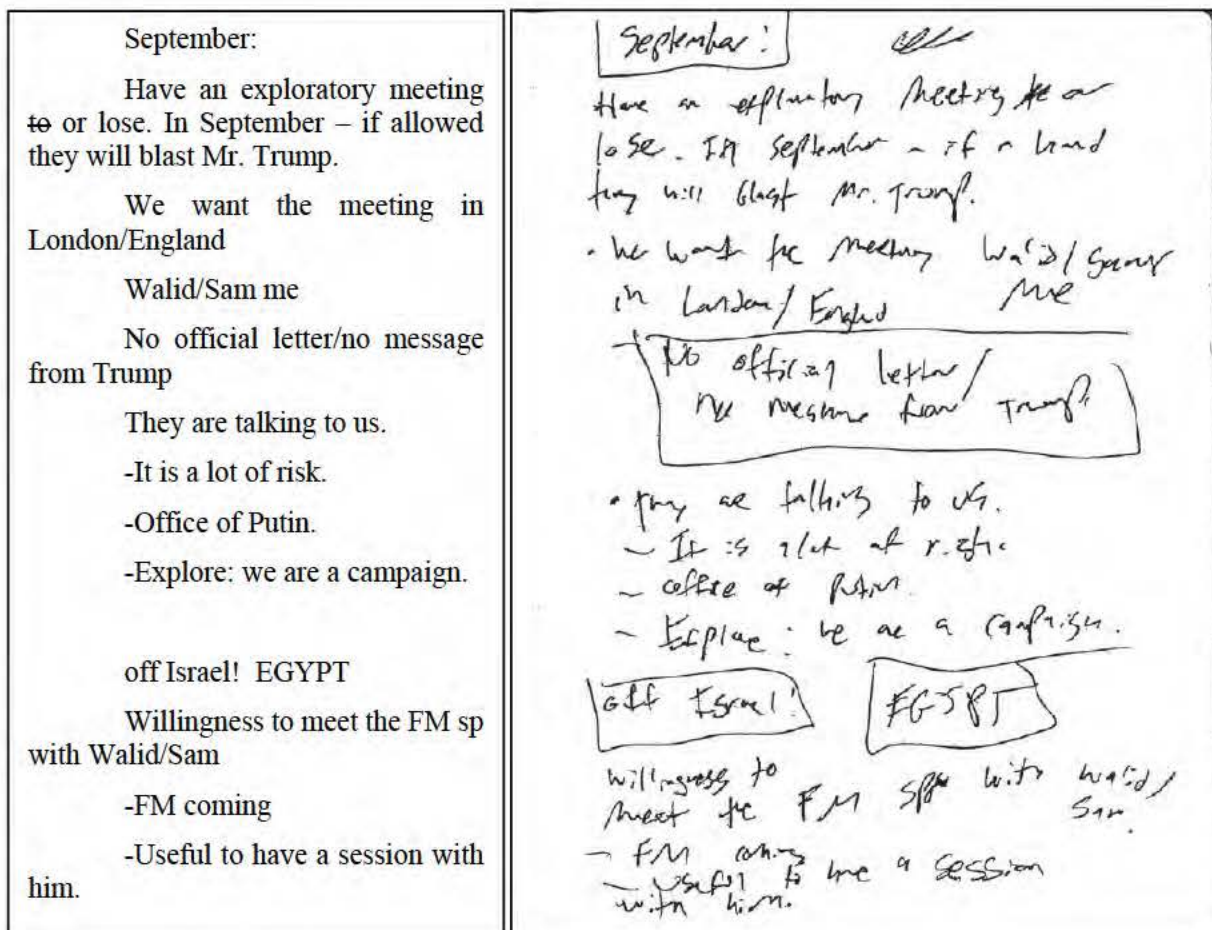 September:
Have an exploratory meeting
to or lose. In September – if allowed
they will blast Mr. Trump.
We want the meeting in
London/England
Walid/Sam me
No official letter/no message
from Trump
They are talking to us.
-It is a lot of risk.
-Office of Putin.
-Explore: we are a campaign.
off Israel! EGYPT
Willingness to meet the FM sp
with Walid/Sam
-FM coming
-Useful to have a session with
him.
September:
Have an exploratory Meeting to or
lose. In September – if allowed
they will blast Mr. Trump.
• We want the Meeting
in London/England
Walid/Sam
me
– No official letter/
no message from Trump
• They are talking to us.
– It is a lot of risk
– office of Putin.
– Explore: we are a campaign.
off Israel!
EGYPT
Willingness to
meet the FM sp with Walid/
Sam
– FM coming
– Useful to have a session
with him.